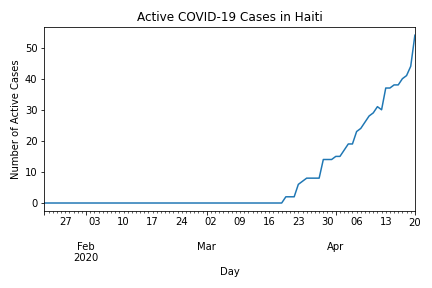 Active COVID-19 Cases in Haiti
Number of Active Cases
50
40
30
20
10
0
27 03 10 17 24 02 09 16 23 30 06 13 20
Feb Mar Apr
2020
Day